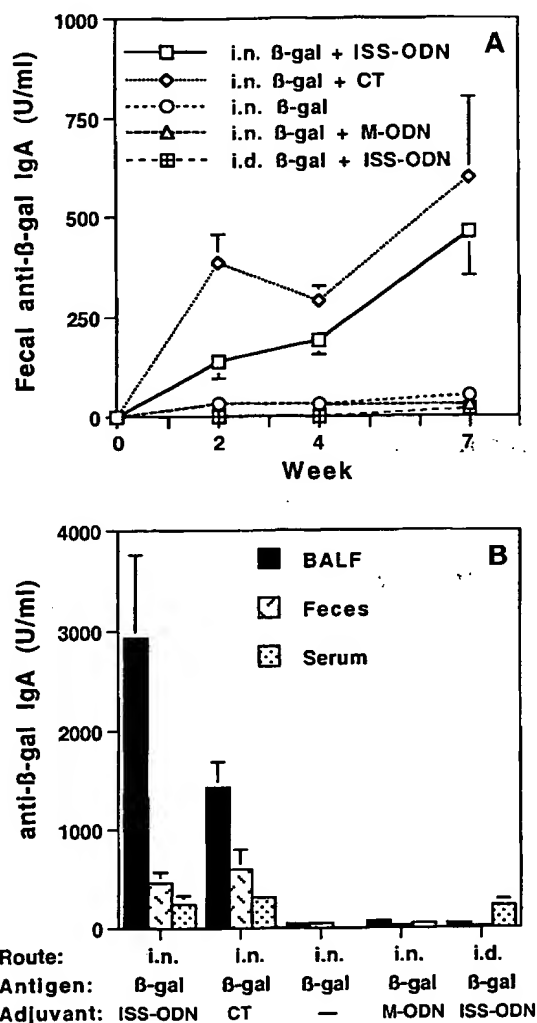 A
Fecal anti-ß-gal IgA (U/ml)
1000
750
500
250
0
i.n. ß-gal + ISS-ODN
i.n. ß-gal + CT
i.n. ß-gal
i.n. ß-gal + M-ODN
i.d. ß-gal + ISS-ODN
0 2 4 7
Week
B
anti-ß-gal IgA (U/ml)
4000
3000
2000
1000
0
BALF
Feces
Serum
Route: i.n. i.n. i.n. i.n. i.d.
Antigen: ß-gal ß-gal ß-gal ß-gal ß-gal
Adjuvant: ISS-ODN CT — M-ODN ISS-ODN